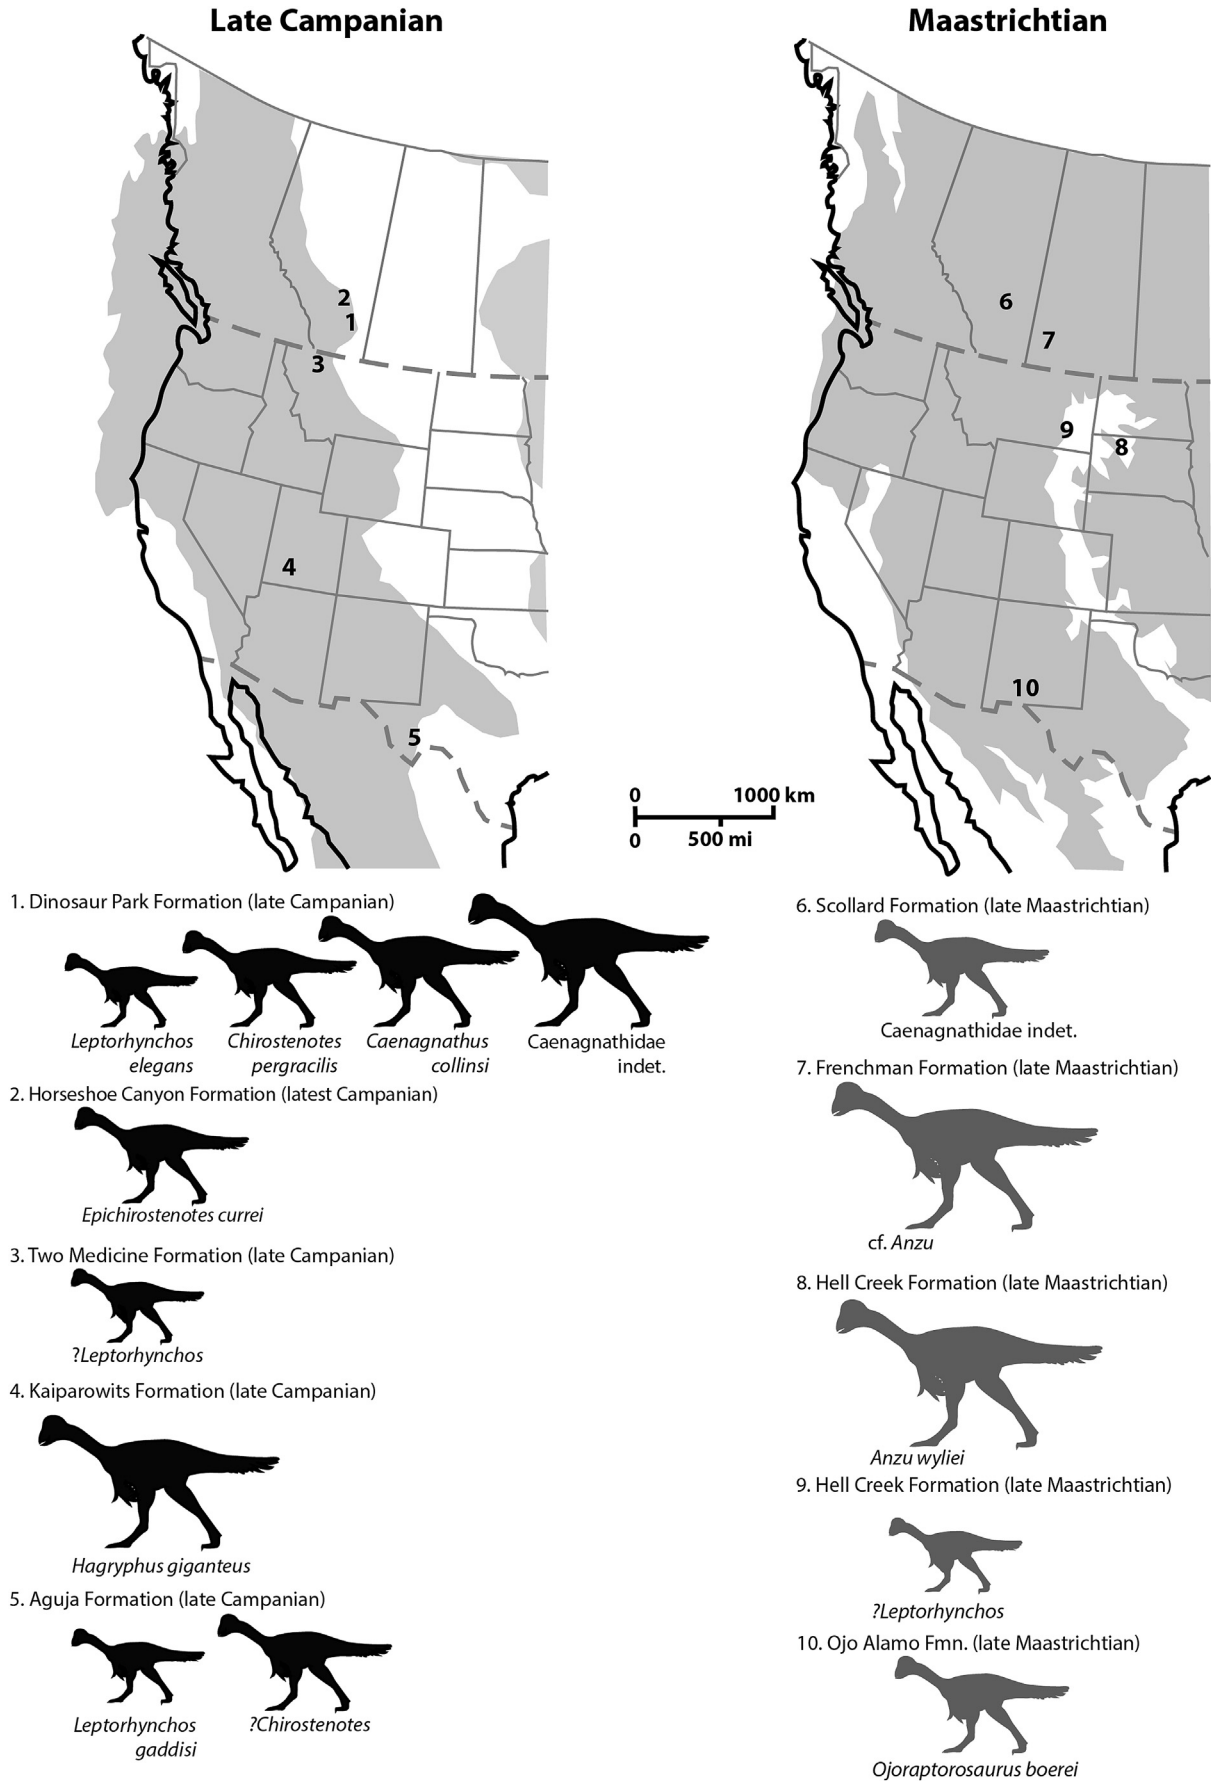 Late Campanian
Maastrichtian
2
1
3
4
5
6
7
9
8
10
0 1000 km
0 500 mi
1. Dinosaur Park Formation (late Campanian)
Leptorhynchos
elegans
Chirostenotes
pergracilis
Caenagnathus
collinsi
Caenagnathidae
indet.
2. Horseshoe Canyon Formation (latest Campanian)
Epichirostenotes currei
3. Two Medicine Formation (late Campanian)
?Leptorhynchos
4. Kaiparowits Formation (late Campanian)
Hagryphus giganteus
5. Aguja Formation (late Campanian)
Leptorhynchos
gaddisi
?Chirostenotes
6. Scollard Formation (late Maastrichtian)
Caenagnathidae indet.
7. Frenchman Formation (late Maastrichtian)
cf. Anzu
8. Hell Creek Formation (late Maastrichtian)
Anzu wyliei
9. Hell Creek Formation (late Maastrichtian)
?Leptorhynchos
10. Ojo Alamo Fmn. (late Maastrichtian)
Ojoraptorosaurus boerei